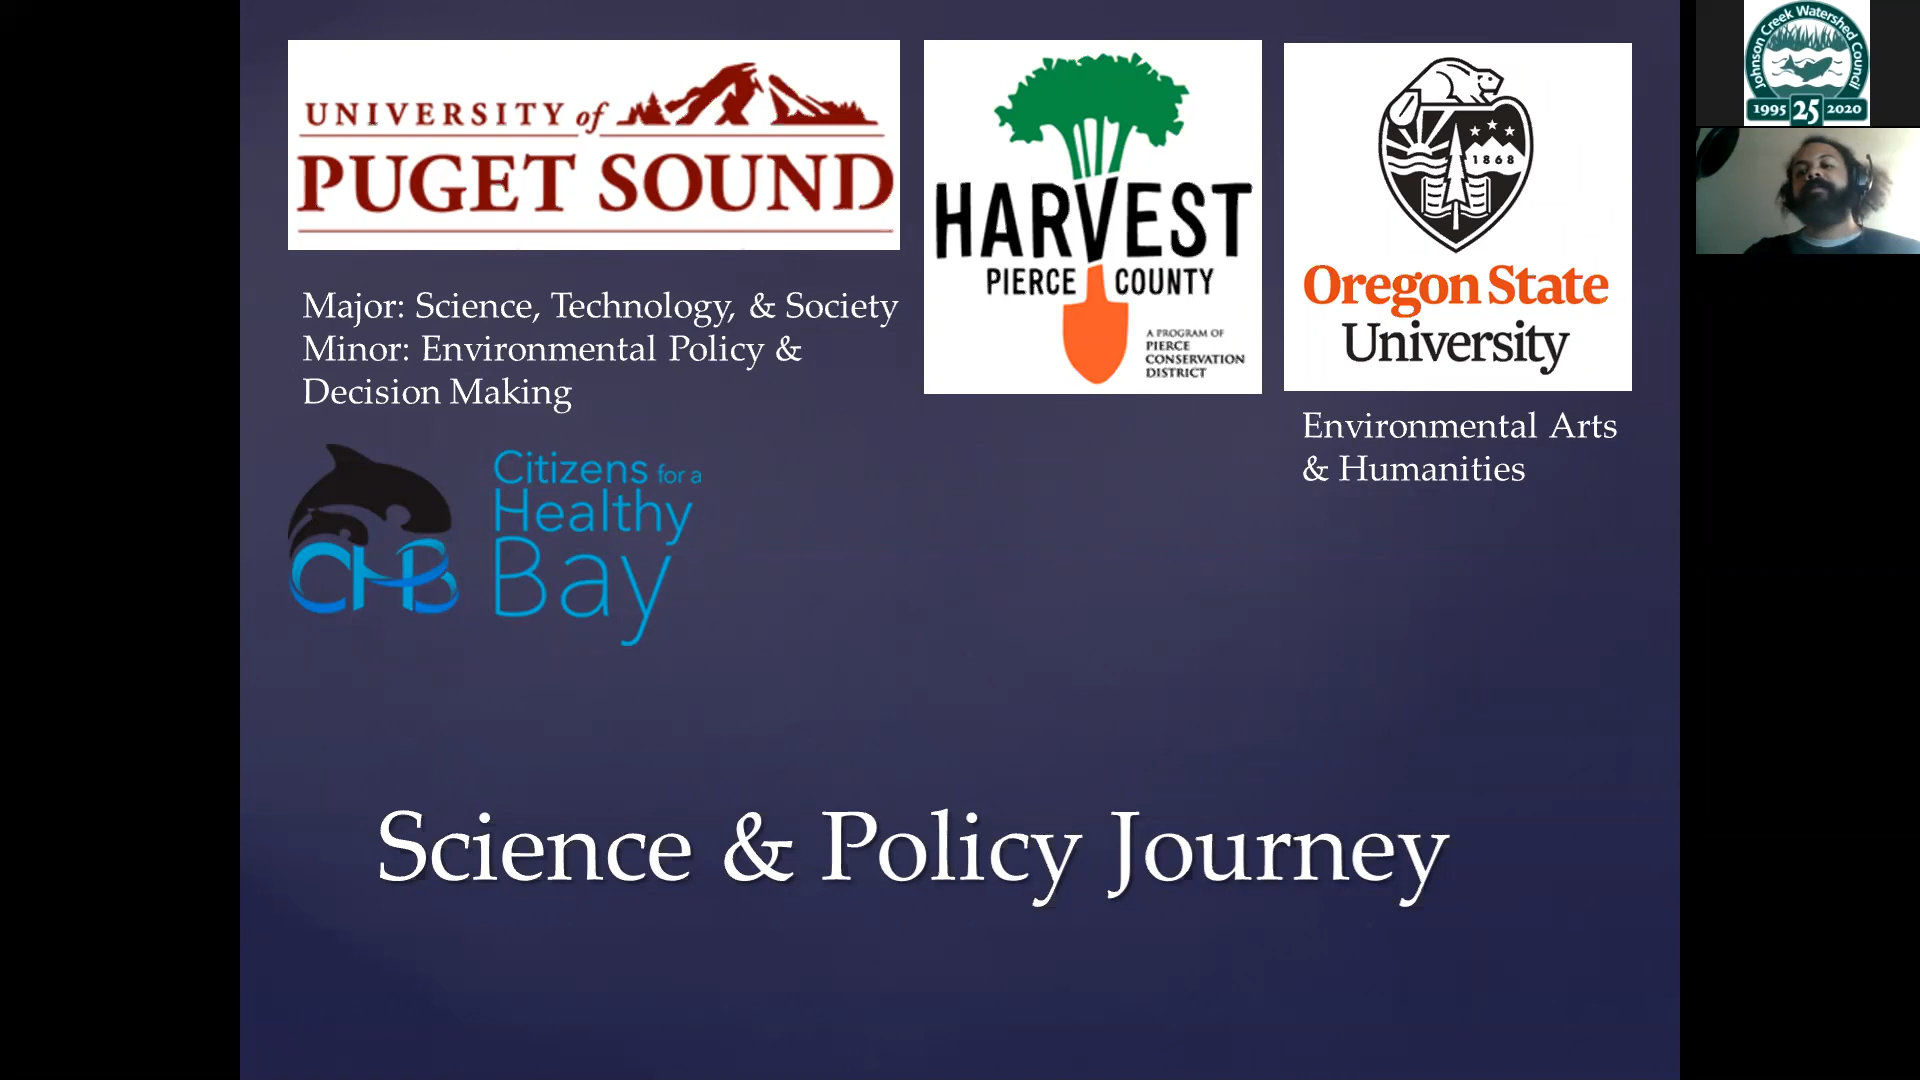 UNIVERSITY of
PUGET SOUND
Major: Science, Technology, & Society
Minor: Environmental Policy &
Decision Making
CHB
Citizens for a
Healthy
Bay
HARVEST
PIERCE COUNTY
A PROGRAM OF
PIERCE
CONSERVATION
DISTRICT
1868
Oregon State
University
Environmental Arts
& Humanities
Science & Policy Journey
Johnson Creek Watershed Council
1995 25 2020